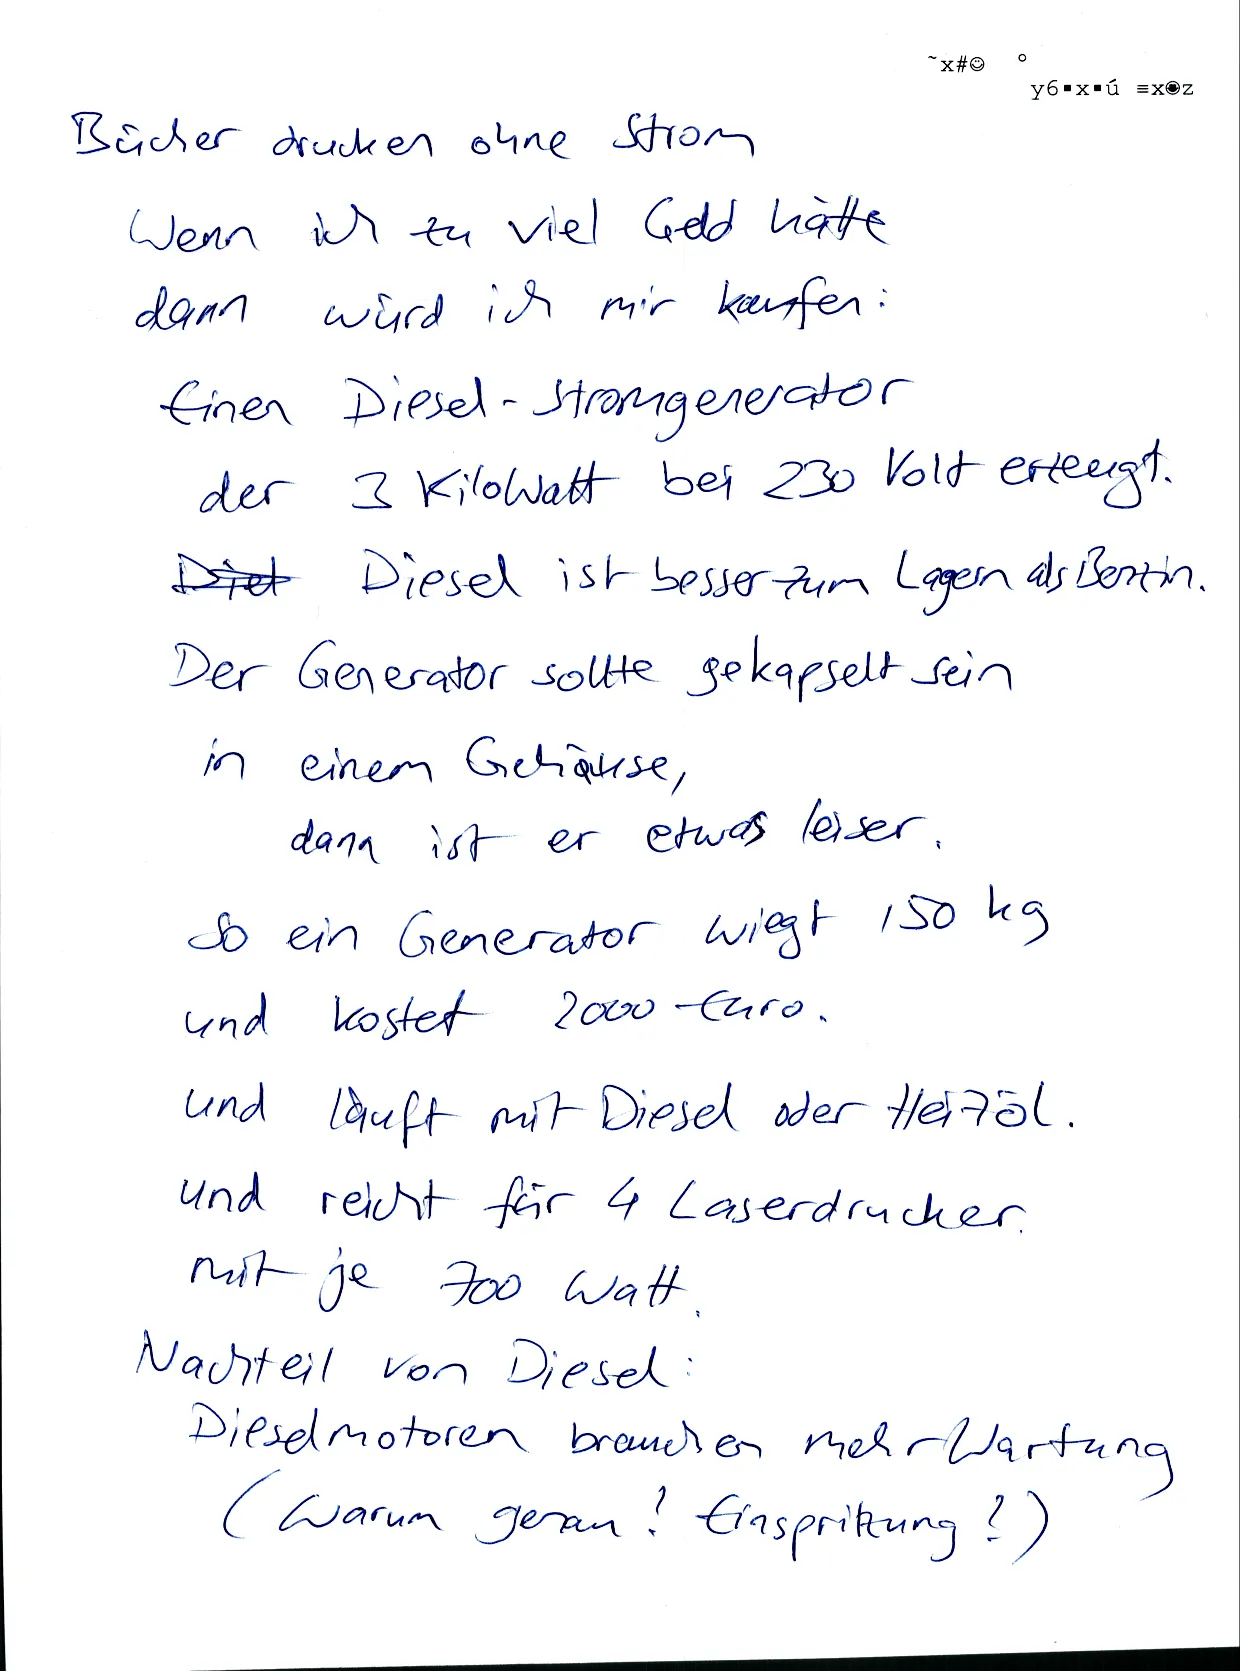 ~x#☺ °
y6▪x▪ú ≡x◙z
Bücher drucken ohne Strom
Wenn ich zu viel Geld hätte
dann würd ich mir kaufen:
Einen Diesel-Stromgenerator
der 3 KiloWatt bei 230 Volt erzeugt.
Diet Diesel ist besser zum Lagern als Benzin.
Der Generator sollte gekapselt sein
in einem Gehäuse,
dann ist er etwas leiser.
So ein Generator wiegt 150 kg
und kostet 2000 Euro.
und läuft mit Diesel oder Heizöl.
und reicht für 4 Laserdrucker.
mit je 700 Watt.
Nachteil von Diesel:
Dieselmotoren brauchen mehr Wartung
(Warum genau? Einspritzung?)